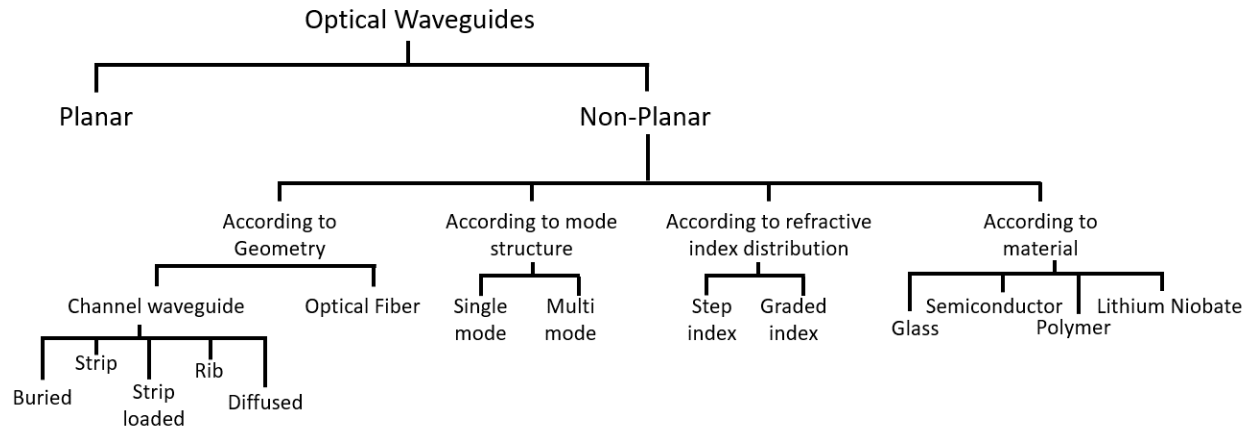 Optical Waveguides
Planar
Non-Planar
According to
Geometry
According to mode
structure
According to refractive
index distribution
According to
material
Channel waveguide
Optical Fiber
Single
mode
Multi
mode
Step
index
Graded
index
Glass
Semiconductor
Polymer
Lithium Niobate
Buried
Strip
Strip
loaded
Rib
Diffused